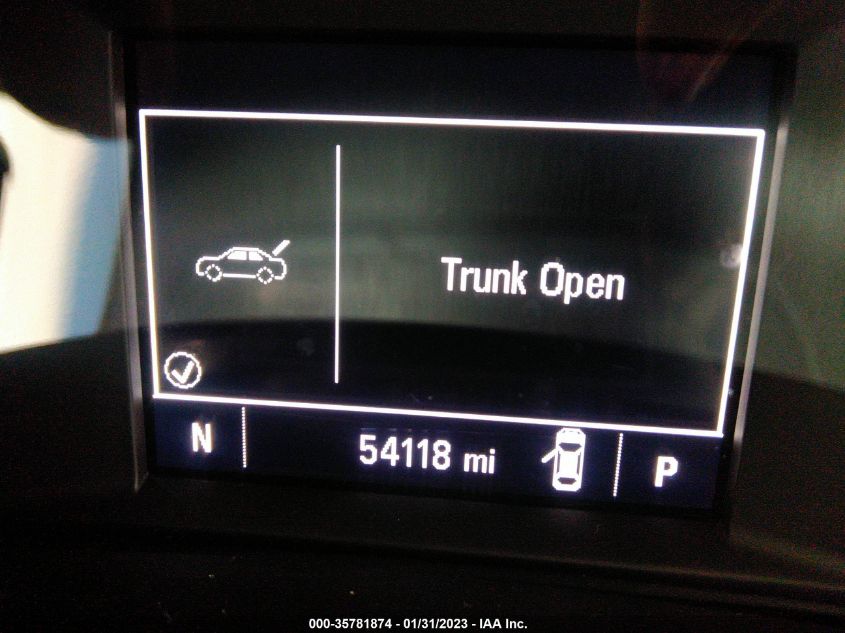 Trunk Open
N 54118 mi P
000-35781874 - 01/31/2023 - IAA Inc.